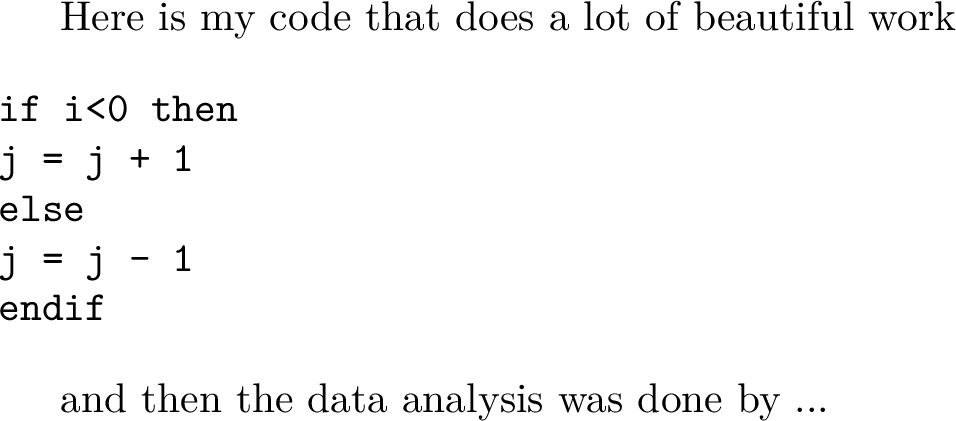 Here is my code that does a lot of beautiful work
if i<0 then
j = j + 1
else
j = j - 1
endif
and then the data analysis was done by ...